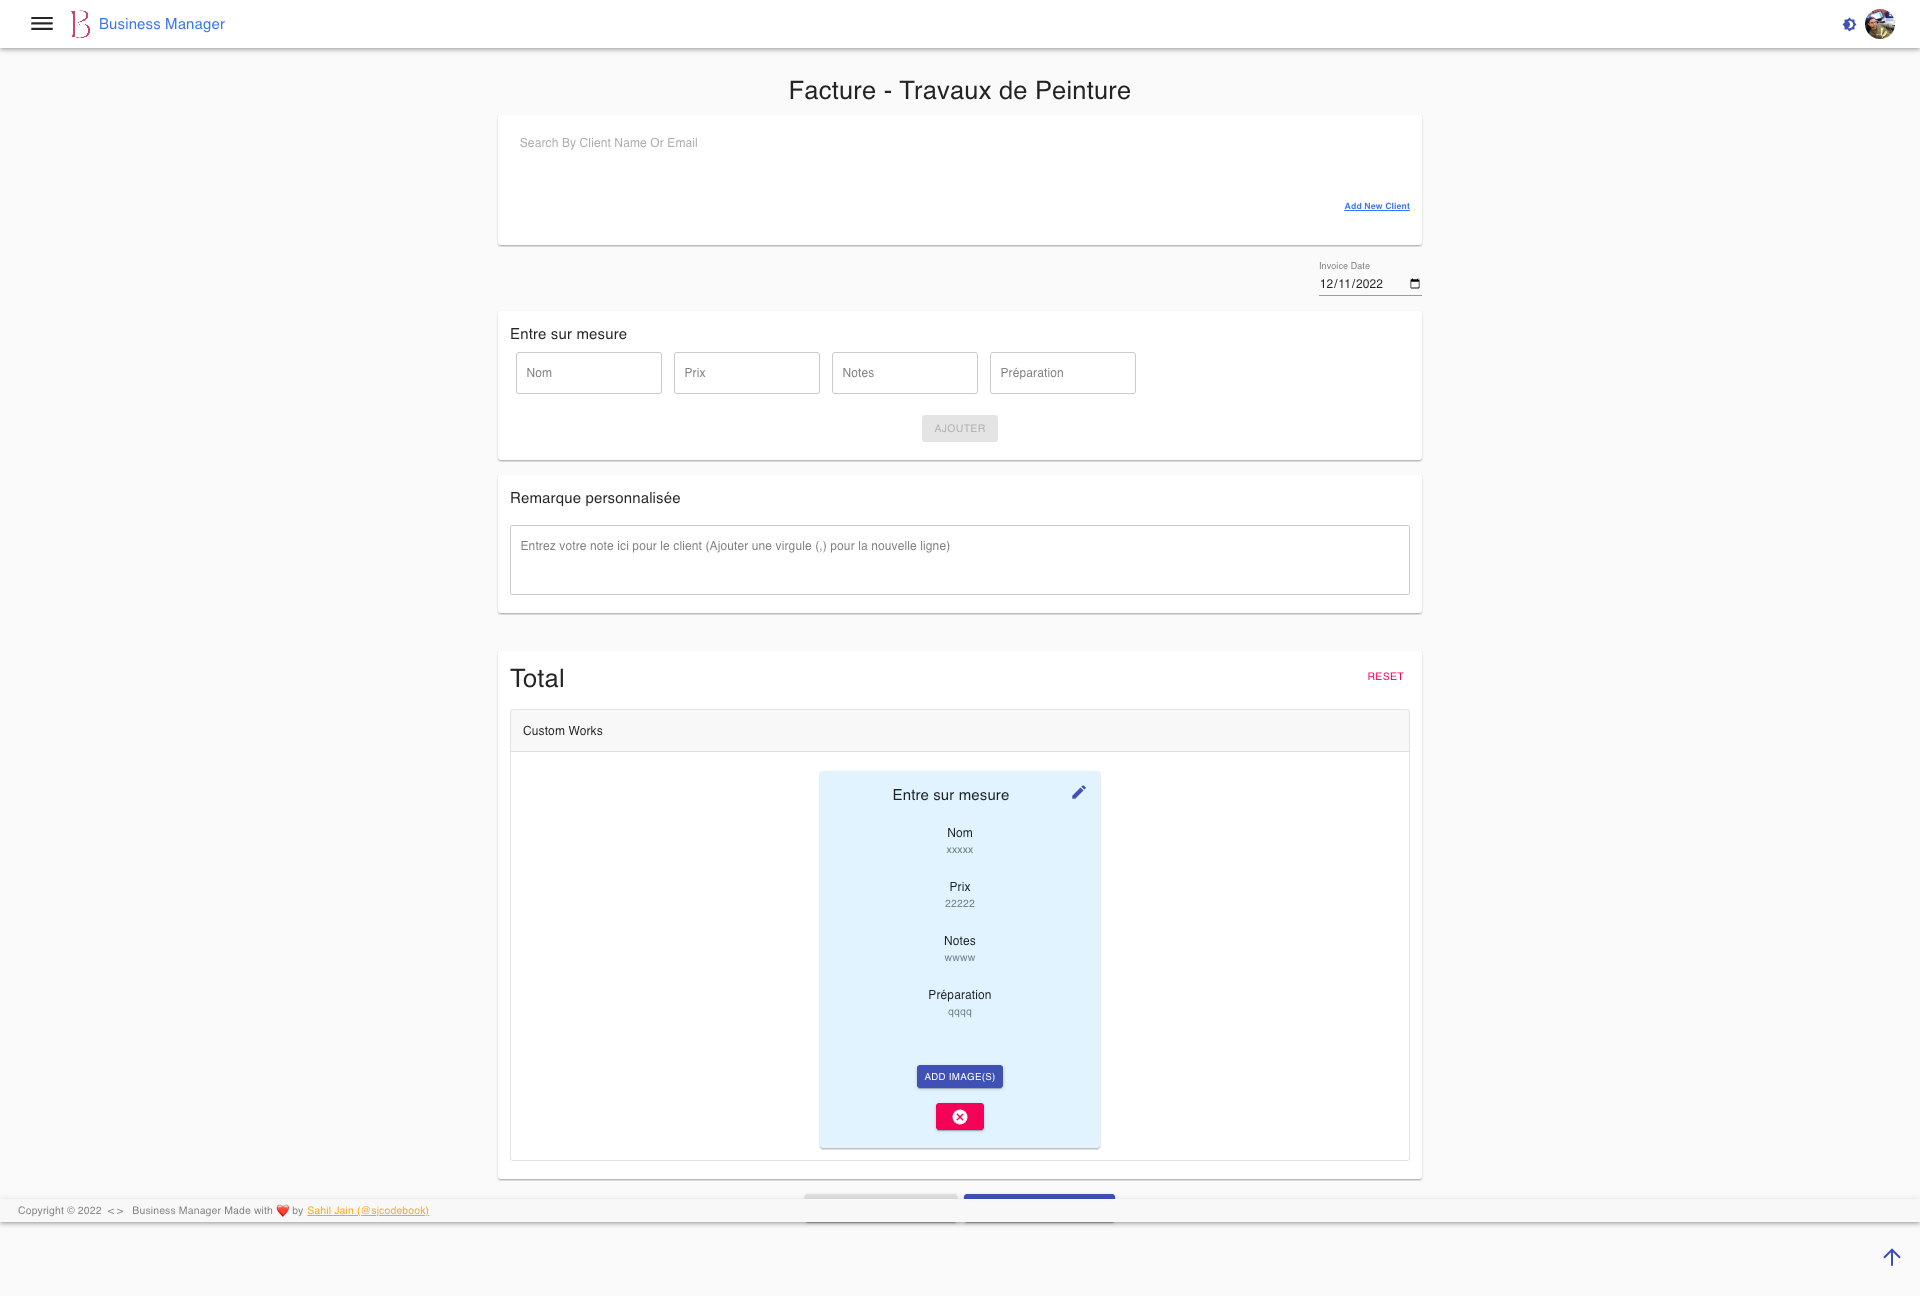 Business Manager
Facture - Travaux de Peinture
Search By Client Name Or Email
Add New Client
Invoice Date
12/11/2022
Entre sur mesure
Nom
Prix
Notes
Préparation
AJOUTER
Remarque personnalisée
Entrez votre note ici pour le client (Ajouter une virgule (,) pour la nouvelle ligne)
Total
RESET
Custom Works
Entre sur mesure
Nom
xxxxx
Prix
22222
Notes
wwww
Préparation
qqqq
ADD IMAGE(S)
Copyright © 2022 <> Business Manager Made with ❤️ by Sahil Jain (@sjcodebook)